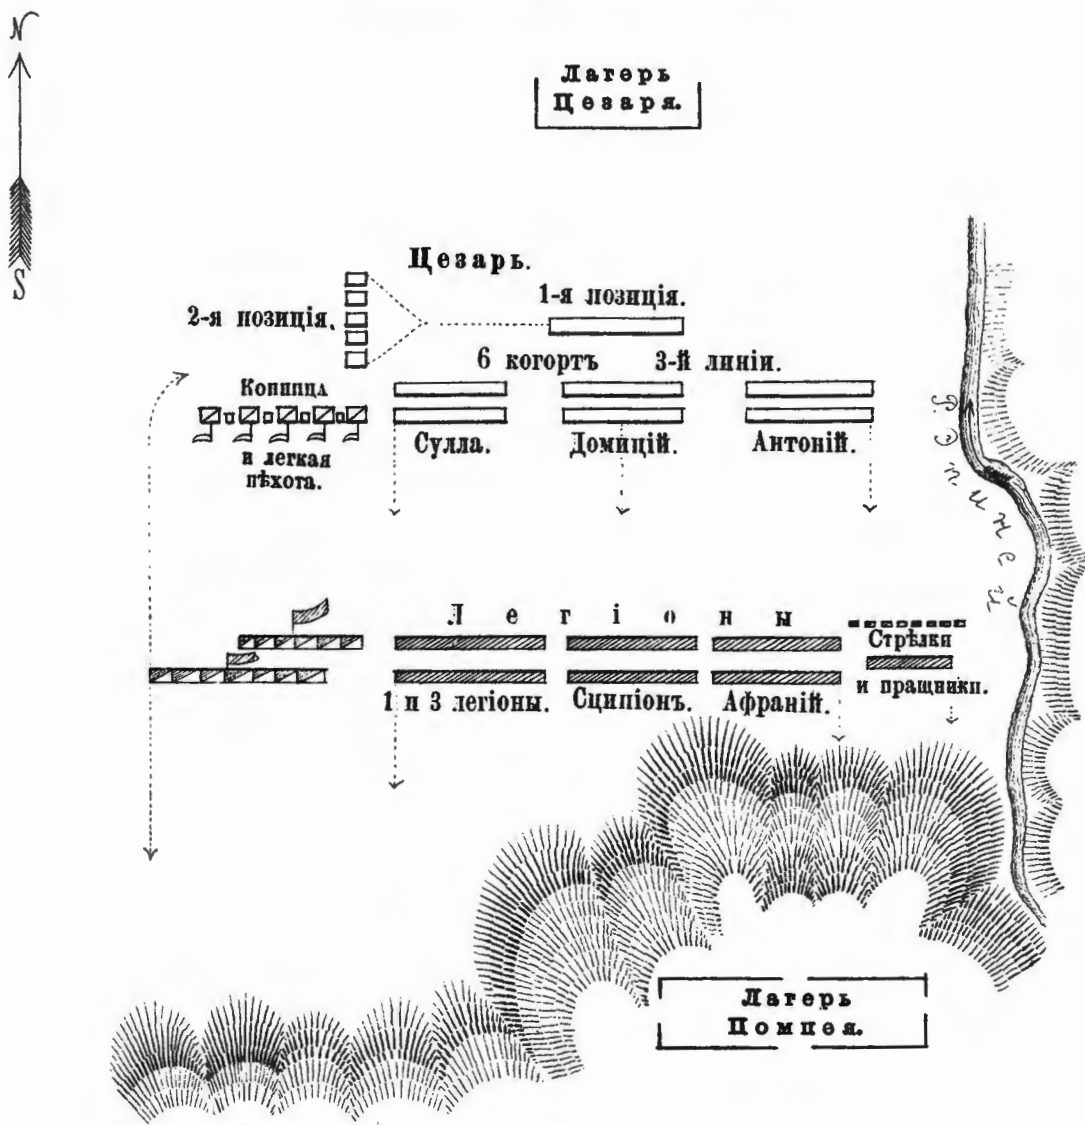 N
S
Лагерь
Цезаря.
Цезарь.
1-я позиція.
2-я позиція.
6 когортъ 3-й линіи.
Конница
и легкая
пѣхота.
Сулла.
Домицій.
Антоній.
Р. Эпиней
Легіоны
Стрѣлки
и пращники.
1 и 3 легіоны.
Сципіонъ.
Афраній.
Лагерь
Помпея.